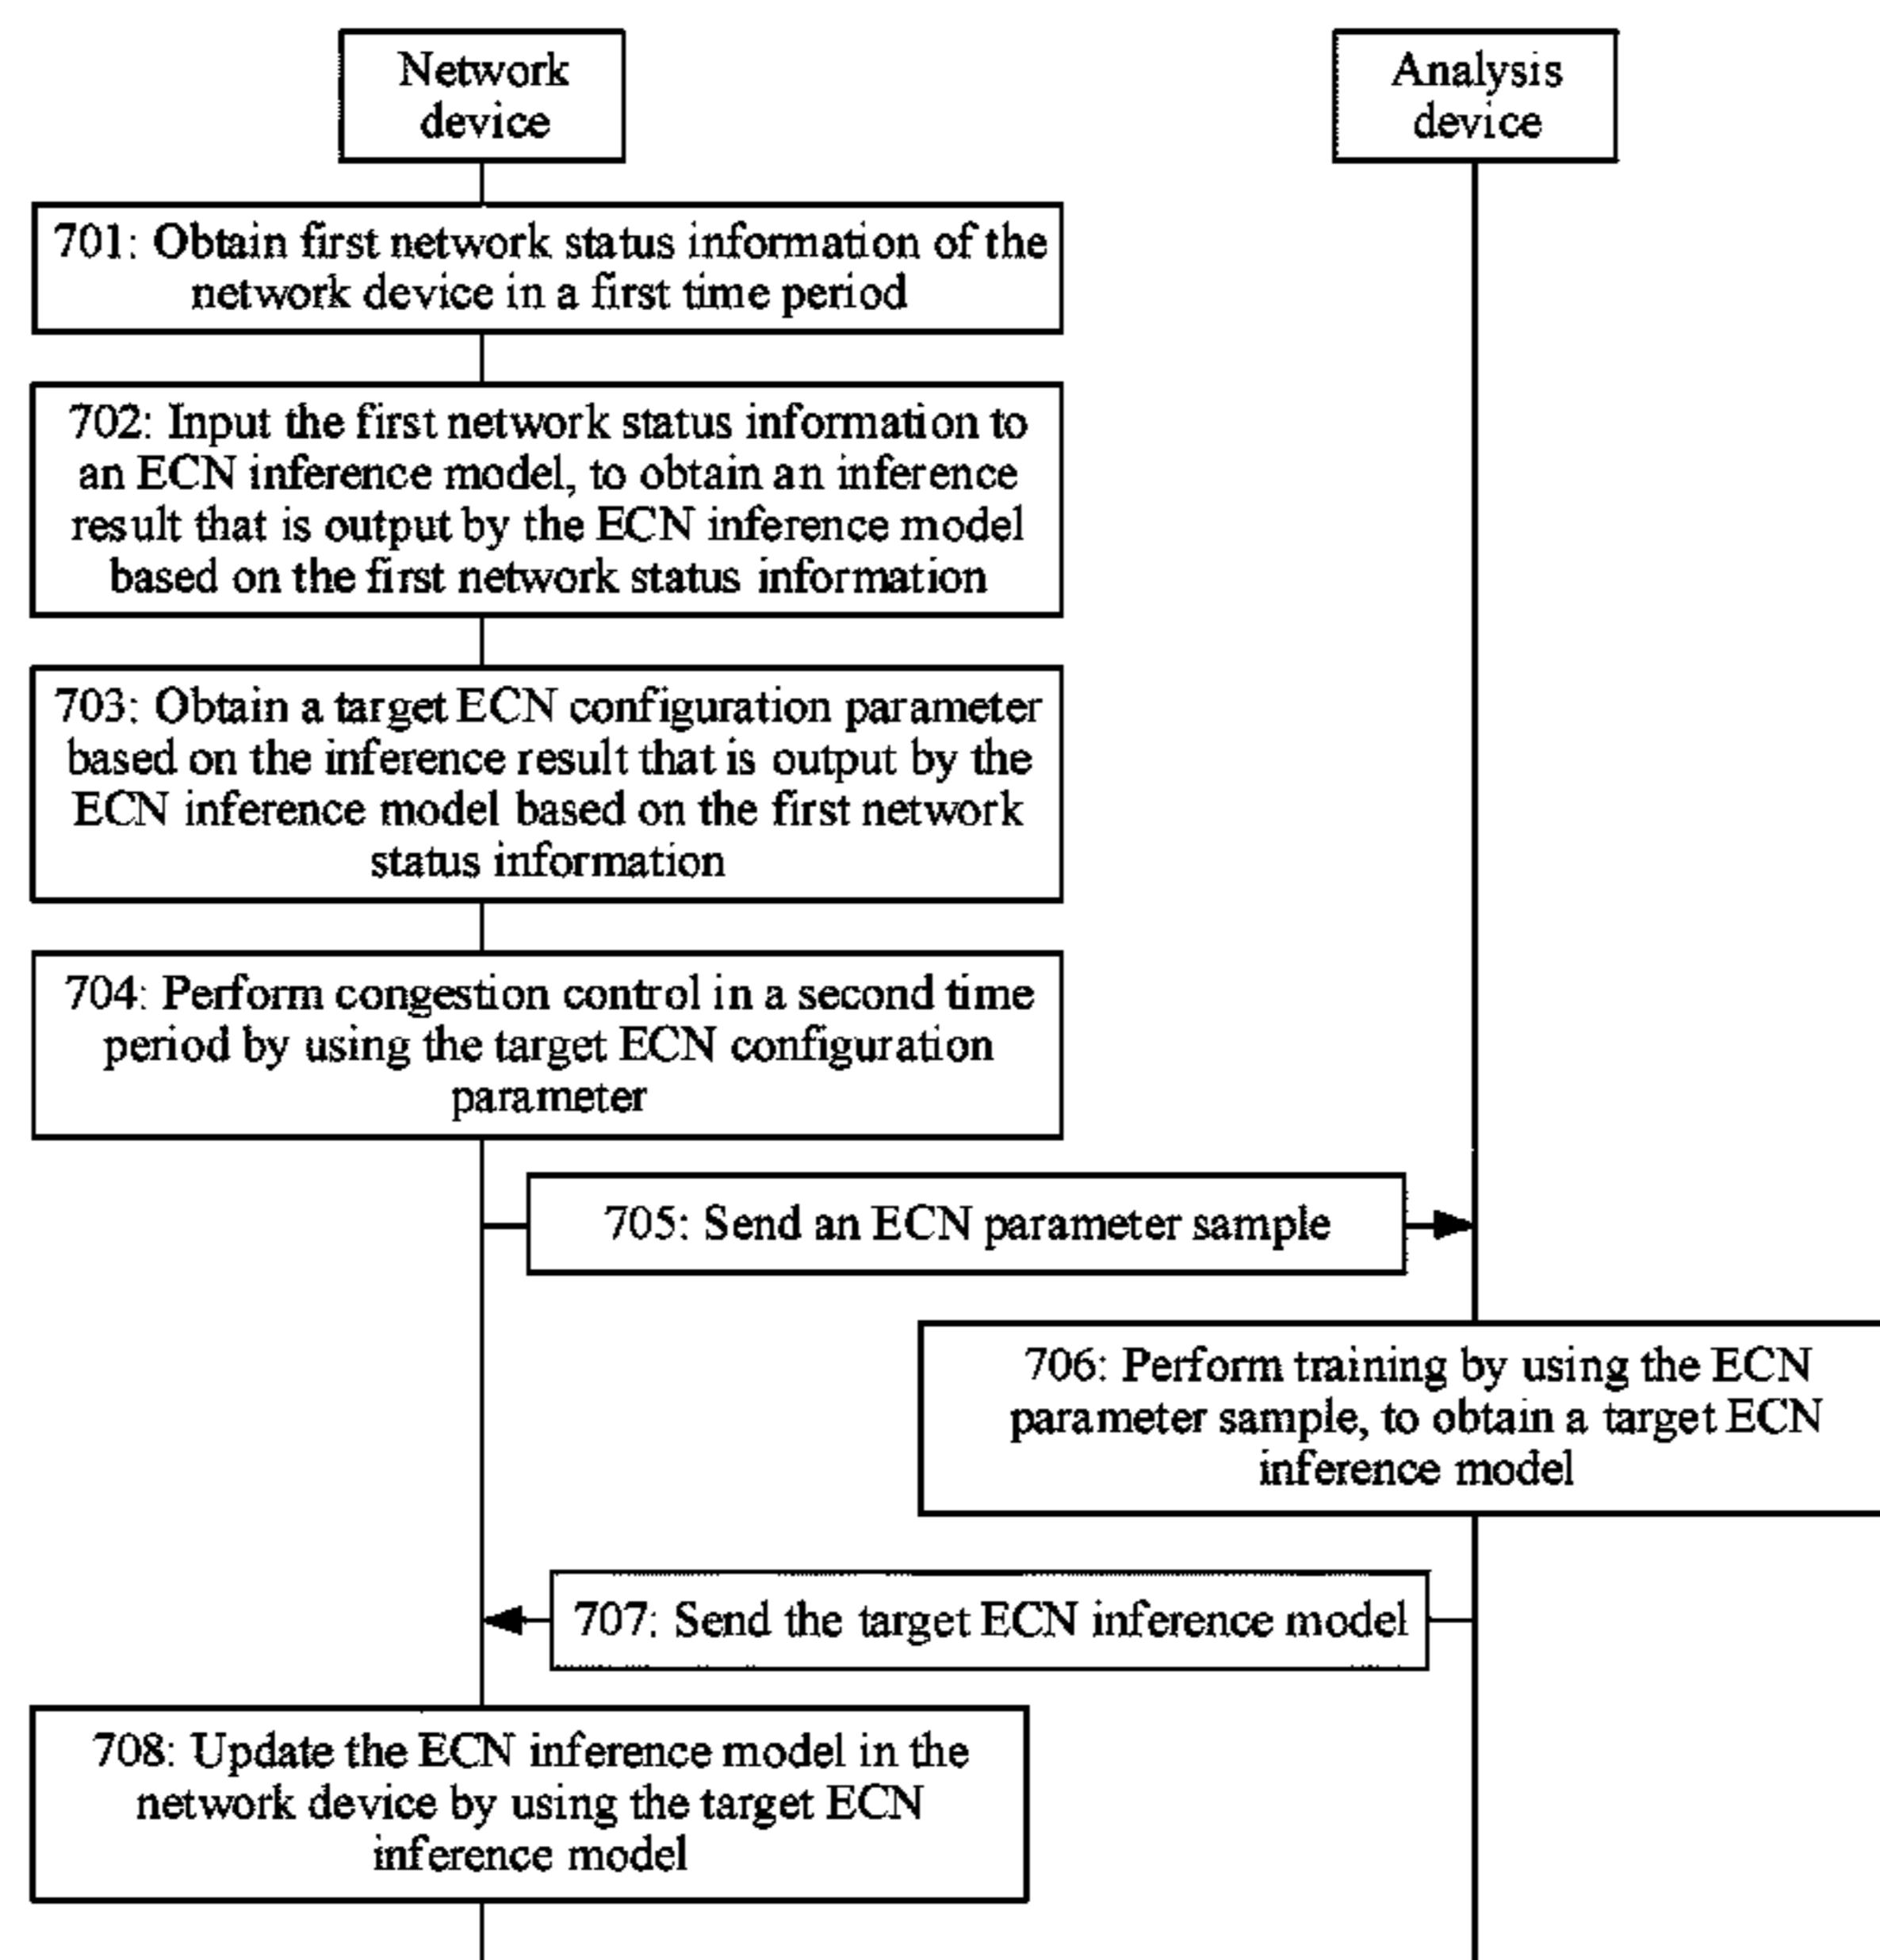 Network
device
Analysis
device
701: Obtain first network status information of the
network device in a first time period
702: Input the first network status information to
an ECN inference model, to obtain an inference
result that is output by the ECN inference model
based on the first network status information
703: Obtain a target ECN configuration parameter
based on the inference result that is output by the
ECN inference model based on the first network
status information
704: Perform congestion control in a second time
period by using the target ECN configuration
parameter
705: Send an ECN parameter sample
706: Perform training by using the ECN
parameter sample, to obtain a target ECN
inference model
707: Send the target ECN inference model
708: Update the ECN inference model in the
network device by using the target ECN
inference model